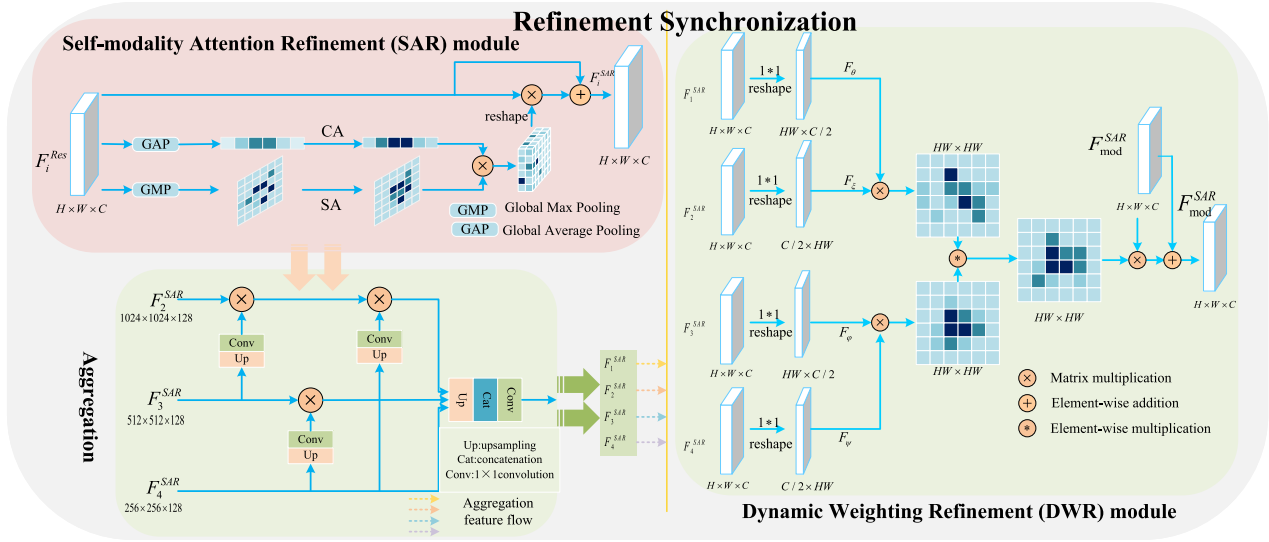 Refinement Synchronization
Self-modality Attention Refinement (SAR) module
F_i^{SAR}
×
+
reshape
GAP
CA
×
H×W×C
F_i^{Res}
GMP
SA
H×W×C
GMP Global Max Pooling
GAP Global Average Pooling
Aggregation
F_2^{SAR}
1024×1024×128
×
×
Conv
Up
Conv
Up
F_3^{SAR}
512×512×128
×
Conv
Up
F_4^{SAR}
256×256×128
Up
Cat
Conv
Up:upsampling
Cat:concatenation
Conv:1×1convolution
Aggregation
feature flow
F_1^{SAR}
F_2^{SAR}
F_3^{SAR}
F_4^{SAR}
F_1^{SAR}
1*1
reshape
F_θ
H×W×C
HW×C/2
F_2^{SAR}
1*1
reshape
F_ξ
×
H×W×C
C/2×HW
HW×HW
F_3^{SAR}
1*1
reshape
F_φ
×
H×W×C
HW×C/2
HW×HW
F_4^{SAR}
1*1
reshape
F_ψ
H×W×C
C/2×HW
*
HW×HW
F_mod^{SAR}
H×W×C
F_mod^{SAR}
×
+
H×W×C
× Matrix multiplication
+ Element-wise addition
* Element-wise multiplication
Dynamic Weighting Refinement (DWR) module